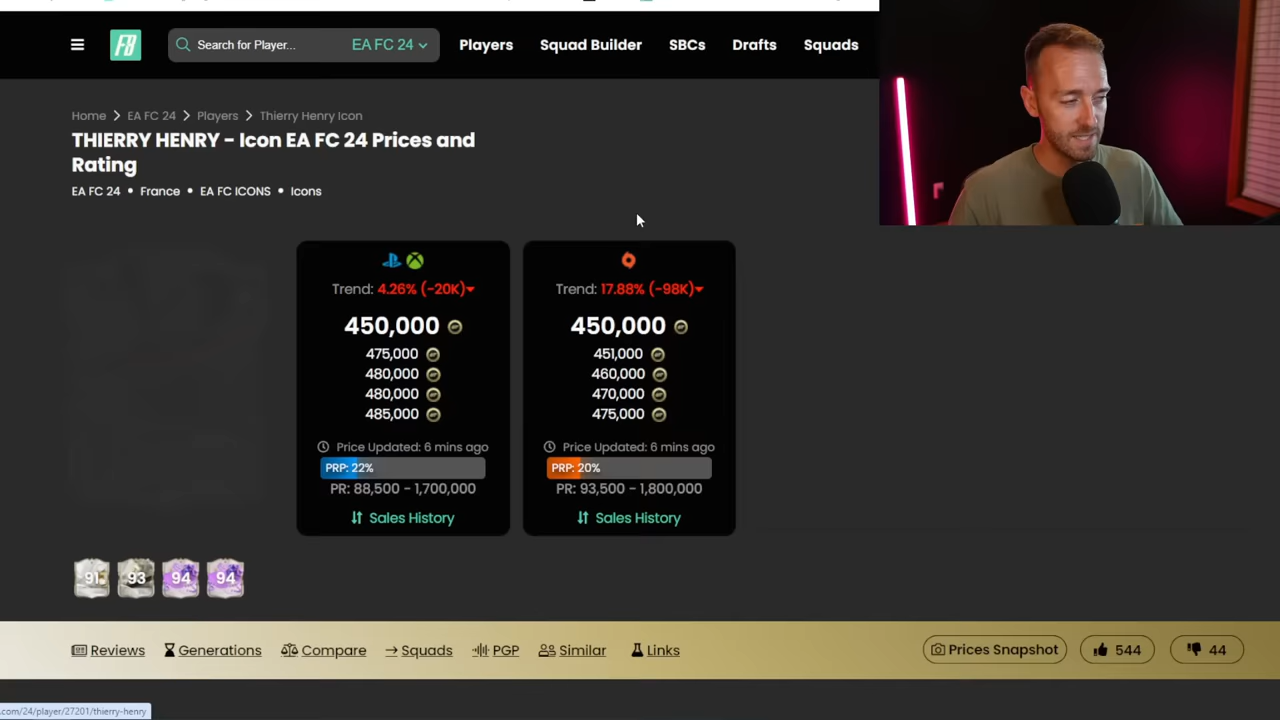 FB
Search for Player...
EA FC 24
Players
Squad Builder
SBCs
Drafts
Squads
Home > EA FC 24 > Players > Thierry Henry Icon
THIERRY HENRY - Icon EA FC 24 Prices and
Rating
EA FC 24 • France • EA FC ICONS • Icons
Trend: 4.26% (-20K)
450,000
475,000
480,000
480,000
485,000
Price Updated: 6 mins ago
PRP: 22%
PR: 88,500 - 1,700,000
Sales History
Trend: 17.88% (-98K)
450,000
451,000
460,000
470,000
475,000
Price Updated: 6 mins ago
PRP: 20%
PR: 93,500 - 1,800,000
Sales History
91 93 94 94
Reviews
Generations
Compare
Squads
PGP
Similar
Links
Prices Snapshot
544
44
.com/24/player/27201/thierry-henry